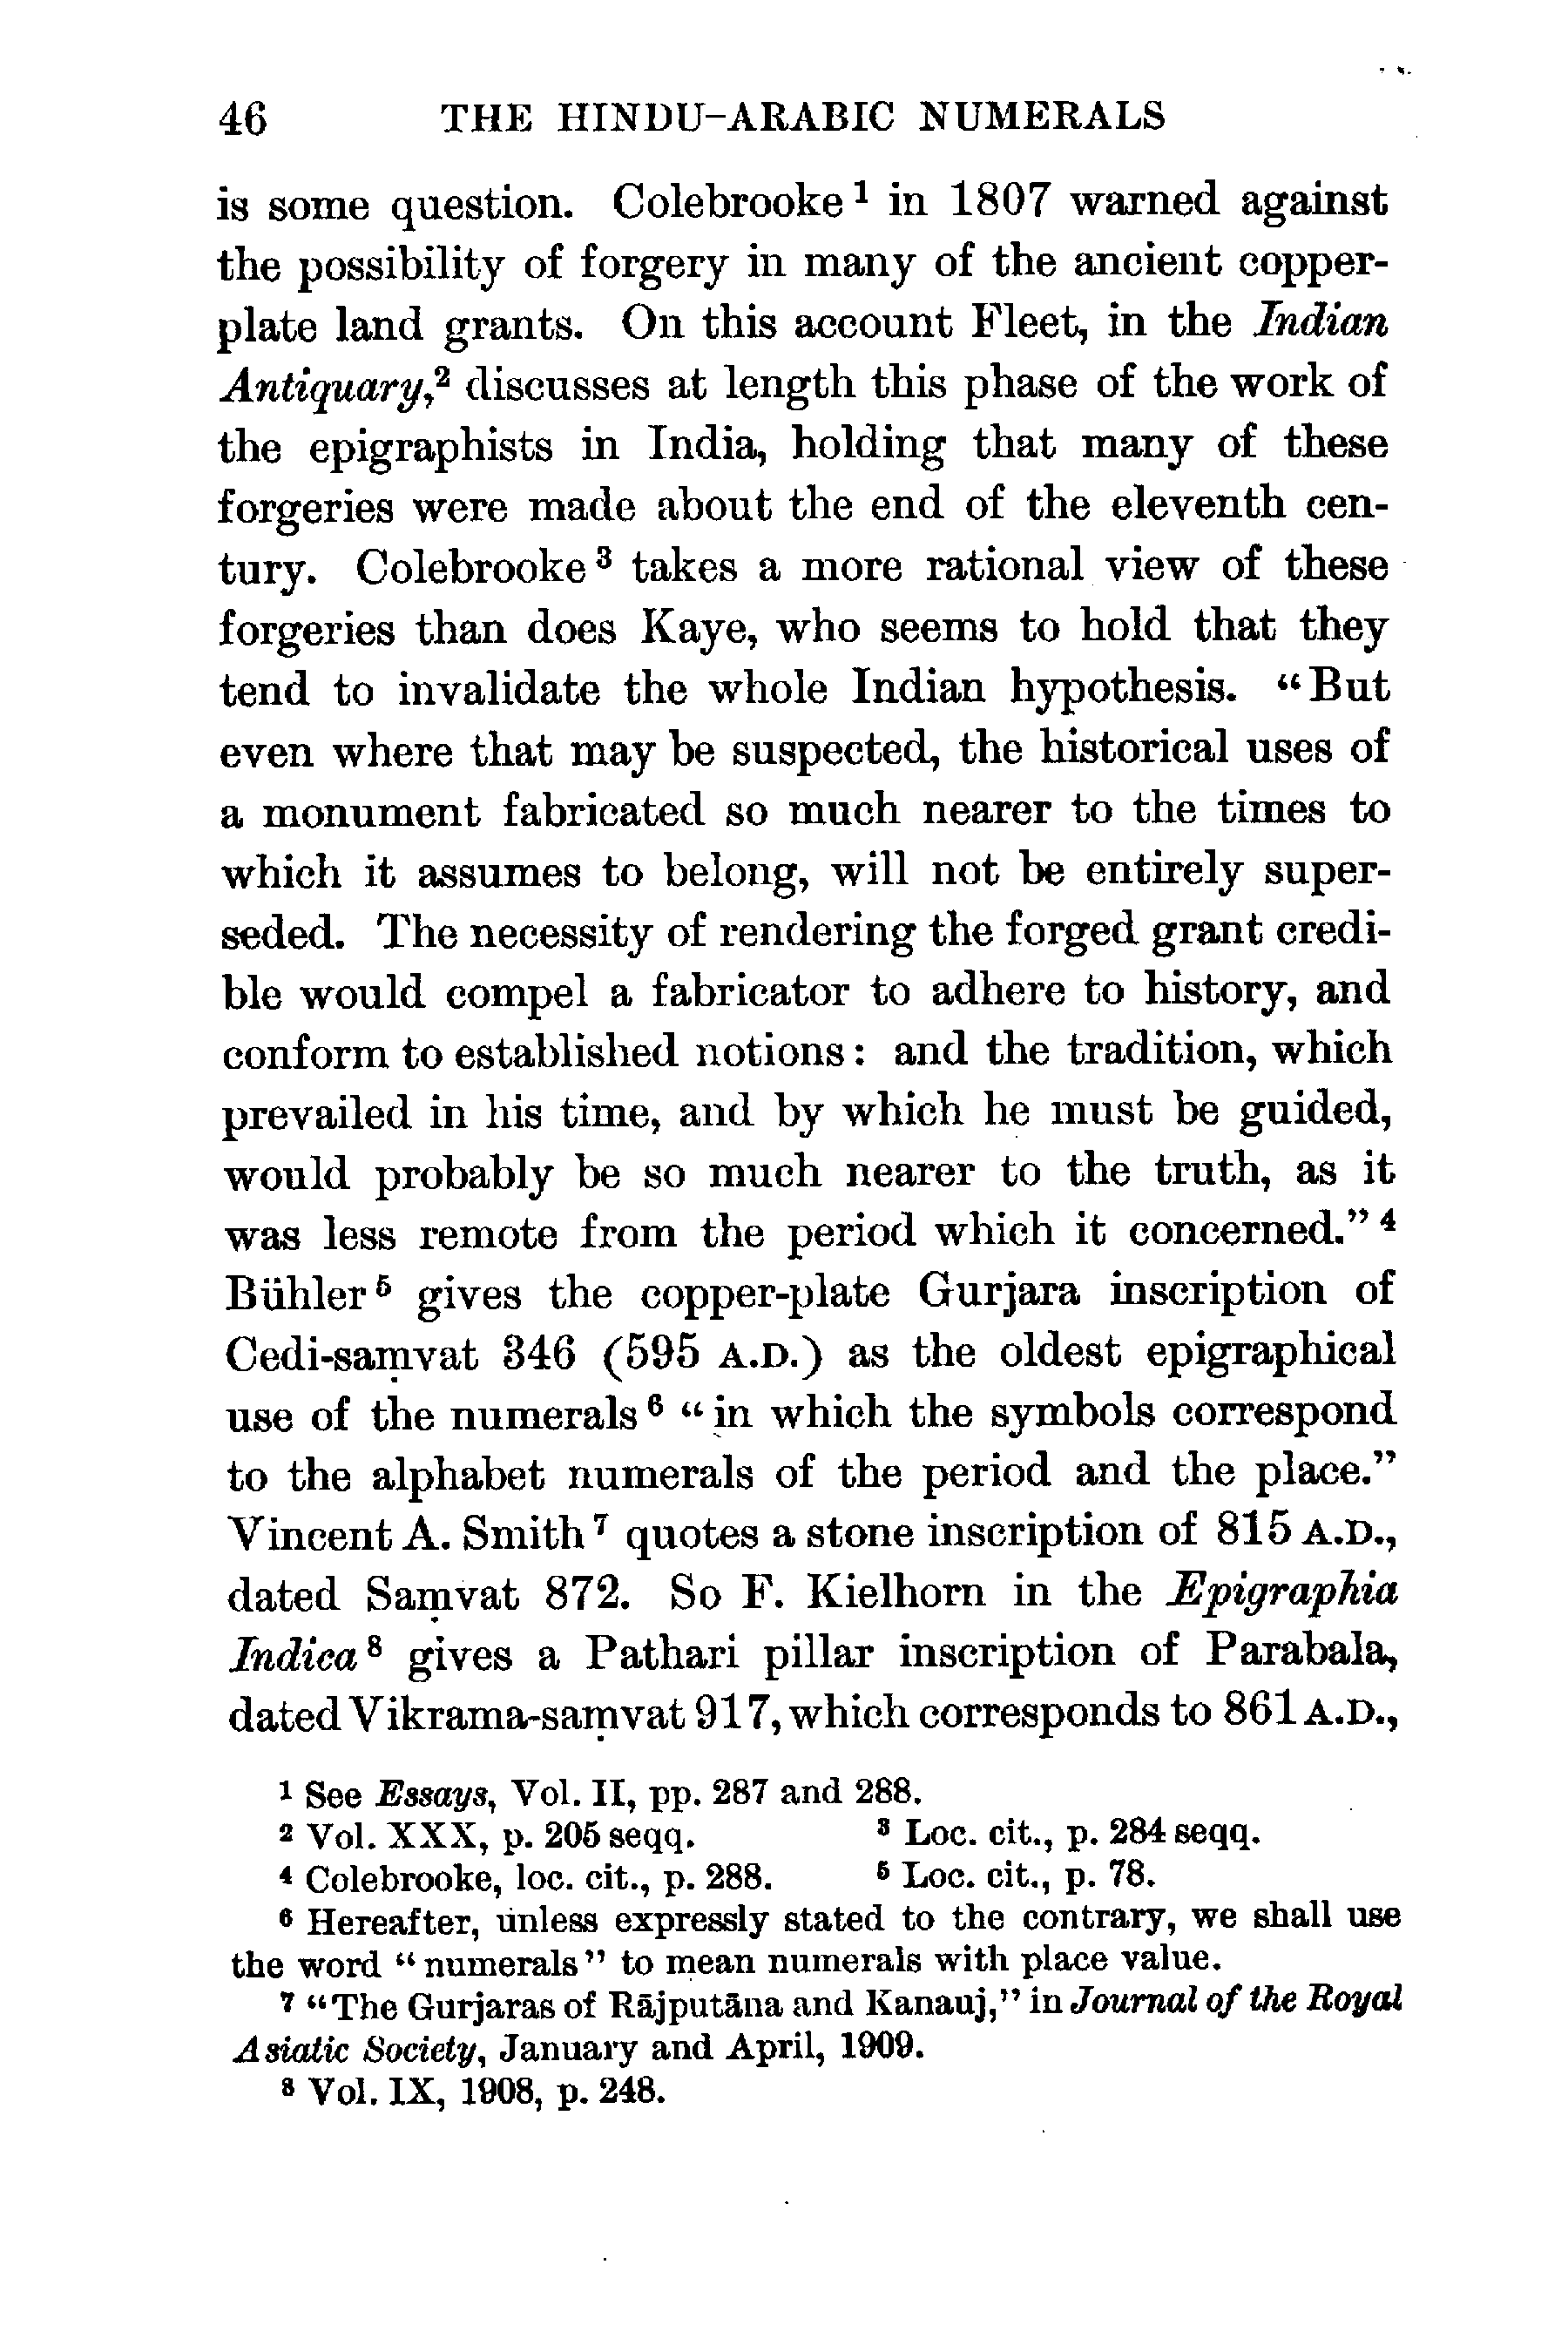 46 THE HINDU-ARABIC NUMERALS
is some question. Colebrooke ¹ in 1807 warned against
the possibility of forgery in many of the ancient copper-
plate land grants. On this account Fleet, in the Indian
Antiquary,² discusses at length this phase of the work of
the epigraphists in India, holding that many of these
forgeries were made about the end of the eleventh cen-
tury. Colebrooke ³ takes a more rational view of these
forgeries than does Kaye, who seems to hold that they
tend to invalidate the whole Indian hypothesis. “But
even where that may be suspected, the historical uses of
a monument fabricated so much nearer to the times to
which it assumes to belong, will not be entirely super-
seded. The necessity of rendering the forged grant credi-
ble would compel a fabricator to adhere to history, and
conform to established notions: and the tradition, which
prevailed in his time, and by which he must be guided,
would probably be so much nearer to the truth, as it
was less remote from the period which it concerned.” ⁴
Bühler ⁵ gives the copper-plate Gurjara inscription of
Cedi-saṃvat 346 (595 A.D.) as the oldest epigraphical
use of the numerals ⁶ “in which the symbols correspond
to the alphabet numerals of the period and the place.”
Vincent A. Smith ⁷ quotes a stone inscription of 815 A.D.,
dated Saṃvat 872. So F. Kielhorn in the Epigraphia
Indica ⁸ gives a Pathari pillar inscription of Parabala,
dated Vikrama-saṃvat 917, which corresponds to 861 A.D.,
¹ See Essays, Vol. II, pp. 287 and 288.
² Vol. XXX, p. 205 seqq. ³ Loc. cit., p. 284 seqq.
⁴ Colebrooke, loc. cit., p. 288. ⁵ Loc. cit., p. 78.
⁶ Hereafter, unless expressly stated to the contrary, we shall use
the word “numerals” to mean numerals with place value.
⁷ “The Gurjaras of Rājputāna and Kanauj,” in Journal of the Royal
Asiatic Society, January and April, 1909.
⁸ Vol. IX, 1908, p. 248.